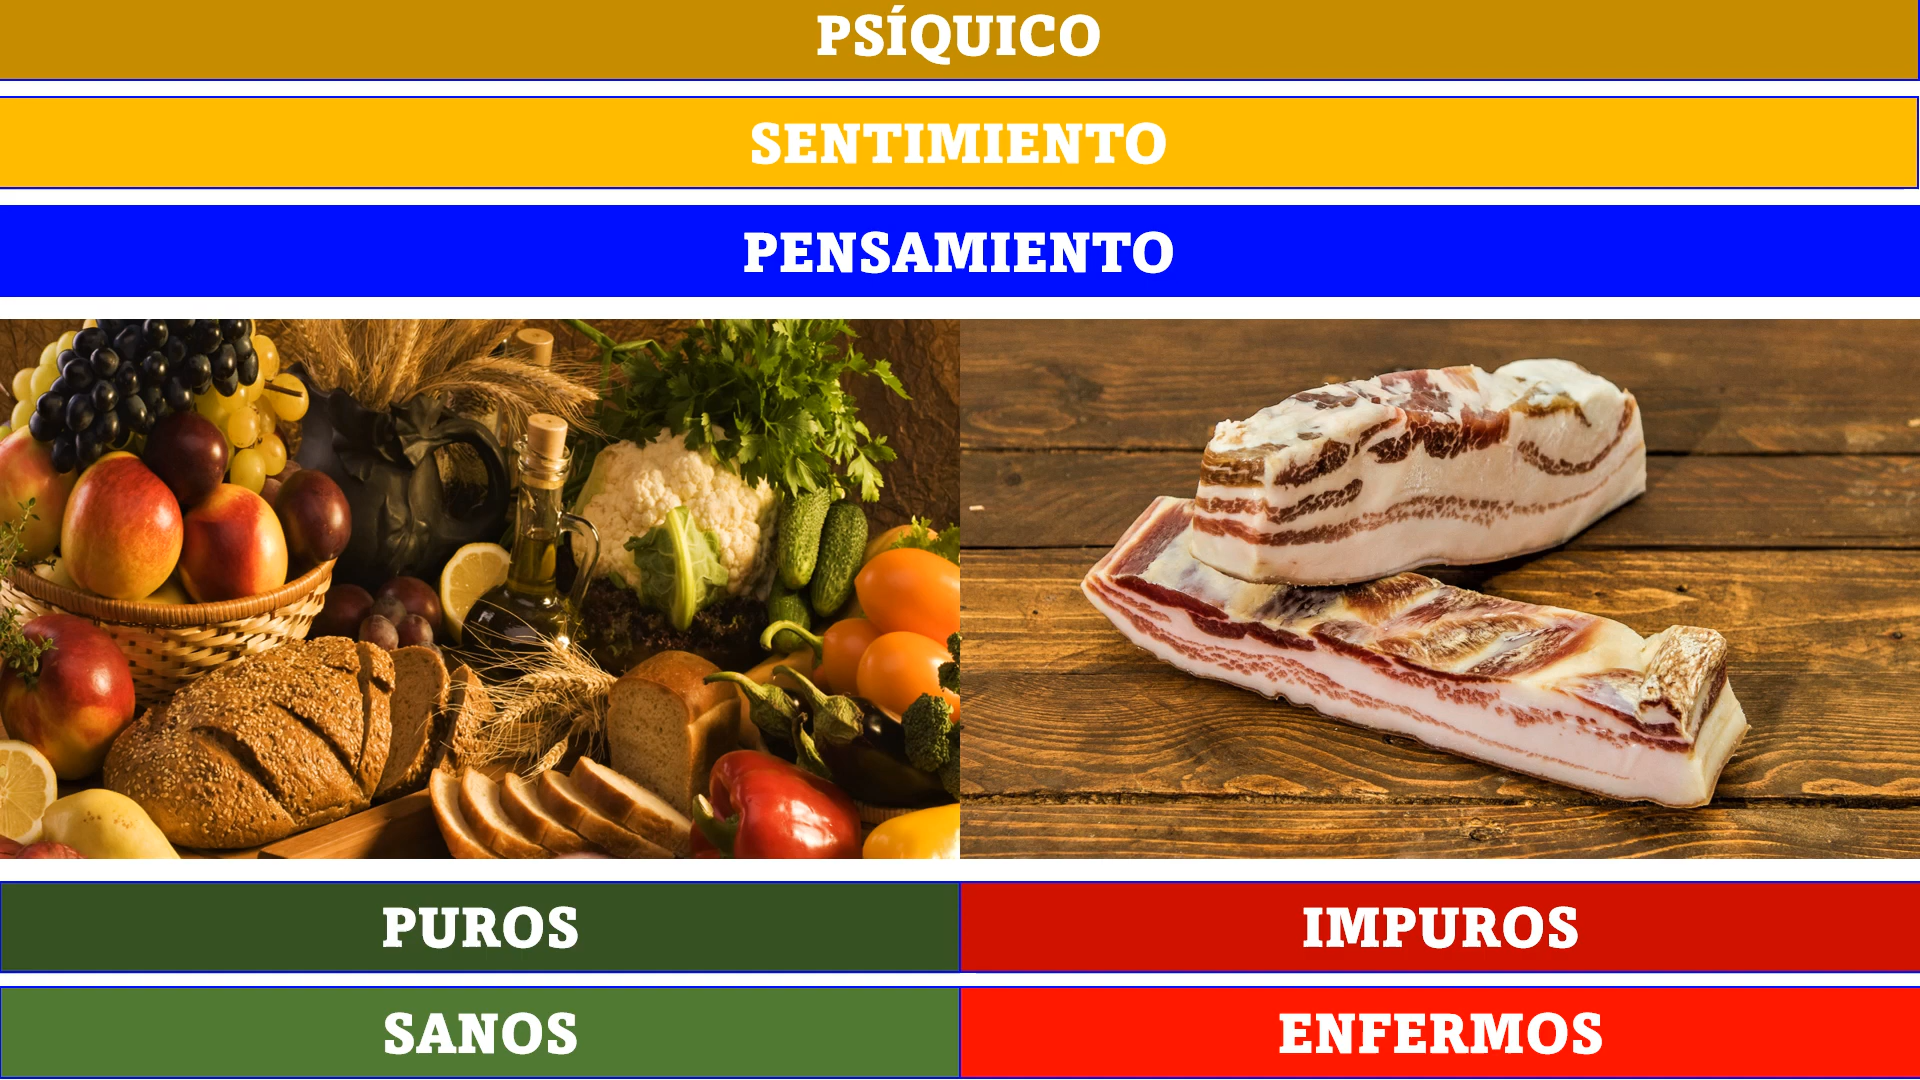 PSÍQUICO
SENTIMIENTO
PENSAMIENTO
PUROS
IMPUROS
SANOS
ENFERMOS